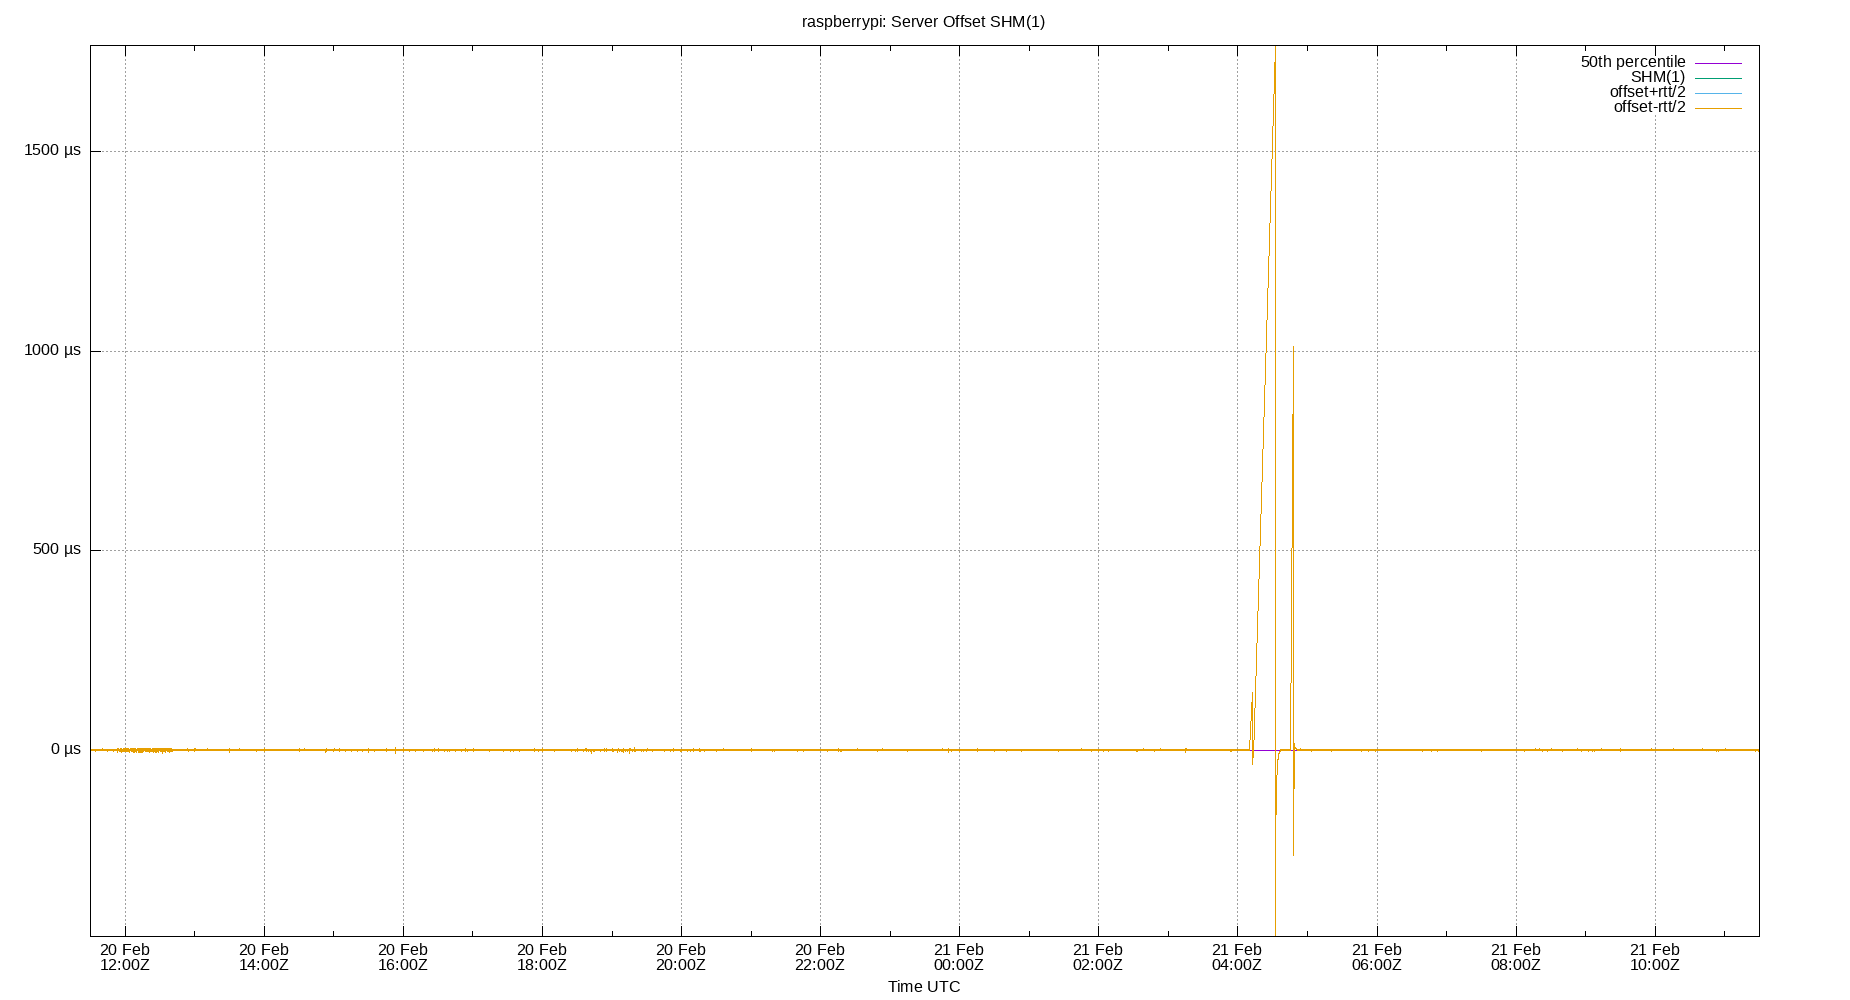 raspberrypi: Server Offset SHM(1)
50th percentile
SHM(1)
offset+rtt/2
offset-rtt/2
1500 µs
1000 µs
500 µs
0 µs
20 Feb 20 Feb 20 Feb 20 Feb 20 Feb 20 Feb 21 Feb 21 Feb 21 Feb 21 Feb 21 Feb 21 Feb
12:00Z 14:00Z 16:00Z 18:00Z 20:00Z 22:00Z 00:00Z 02:00Z 04:00Z 06:00Z 08:00Z 10:00Z
Time UTC